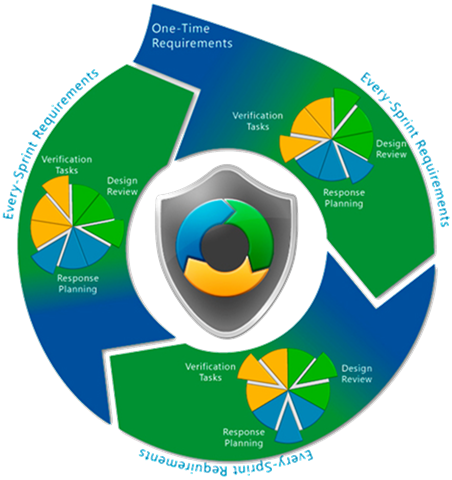 One-Time
Requirements
Every-Sprint Requirements
Verification
Tasks
Design
Review
Response
Planning
Every-Sprint Requirements
Verification
Tasks
Design
Review
Response
Planning
Verification
Tasks
Design
Review
Response
Planning
Every-Sprint Requirements